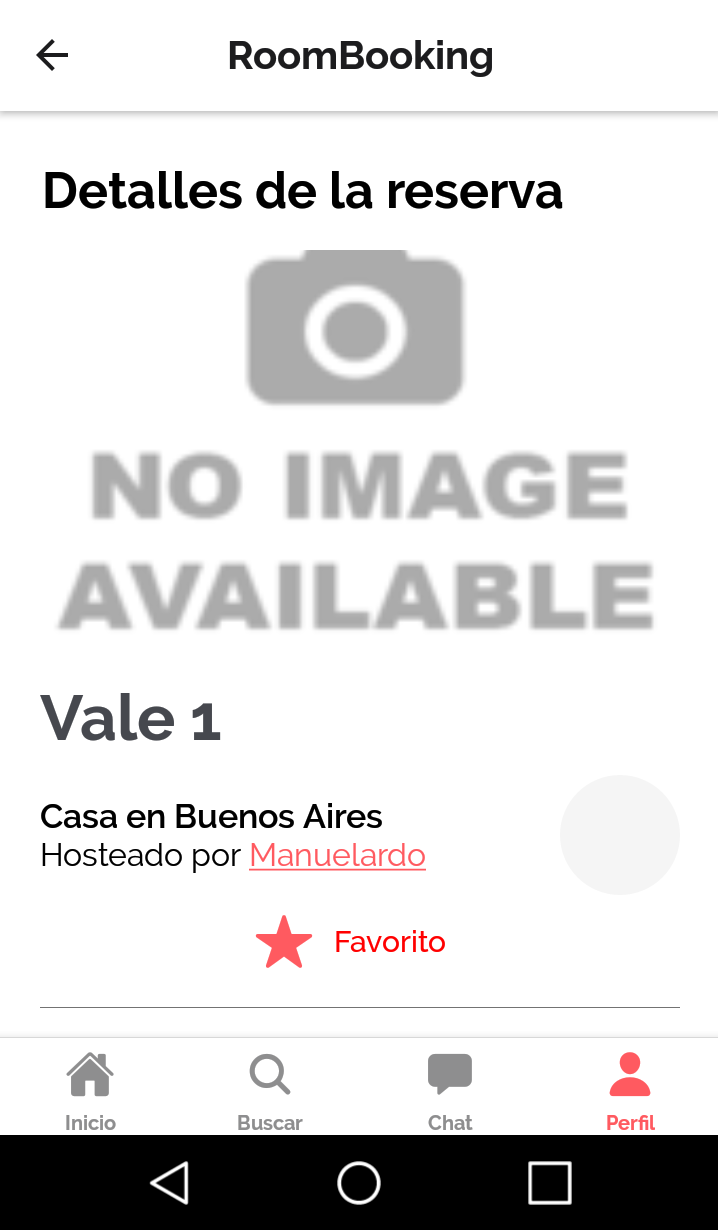 RoomBooking
Detalles de la reserva
NO IMAGE
AVAILABLE
Vale 1
Casa en Buenos Aires
Hosteado por Manuelardo
Favorito
Inicio
Buscar
Chat
Perfil